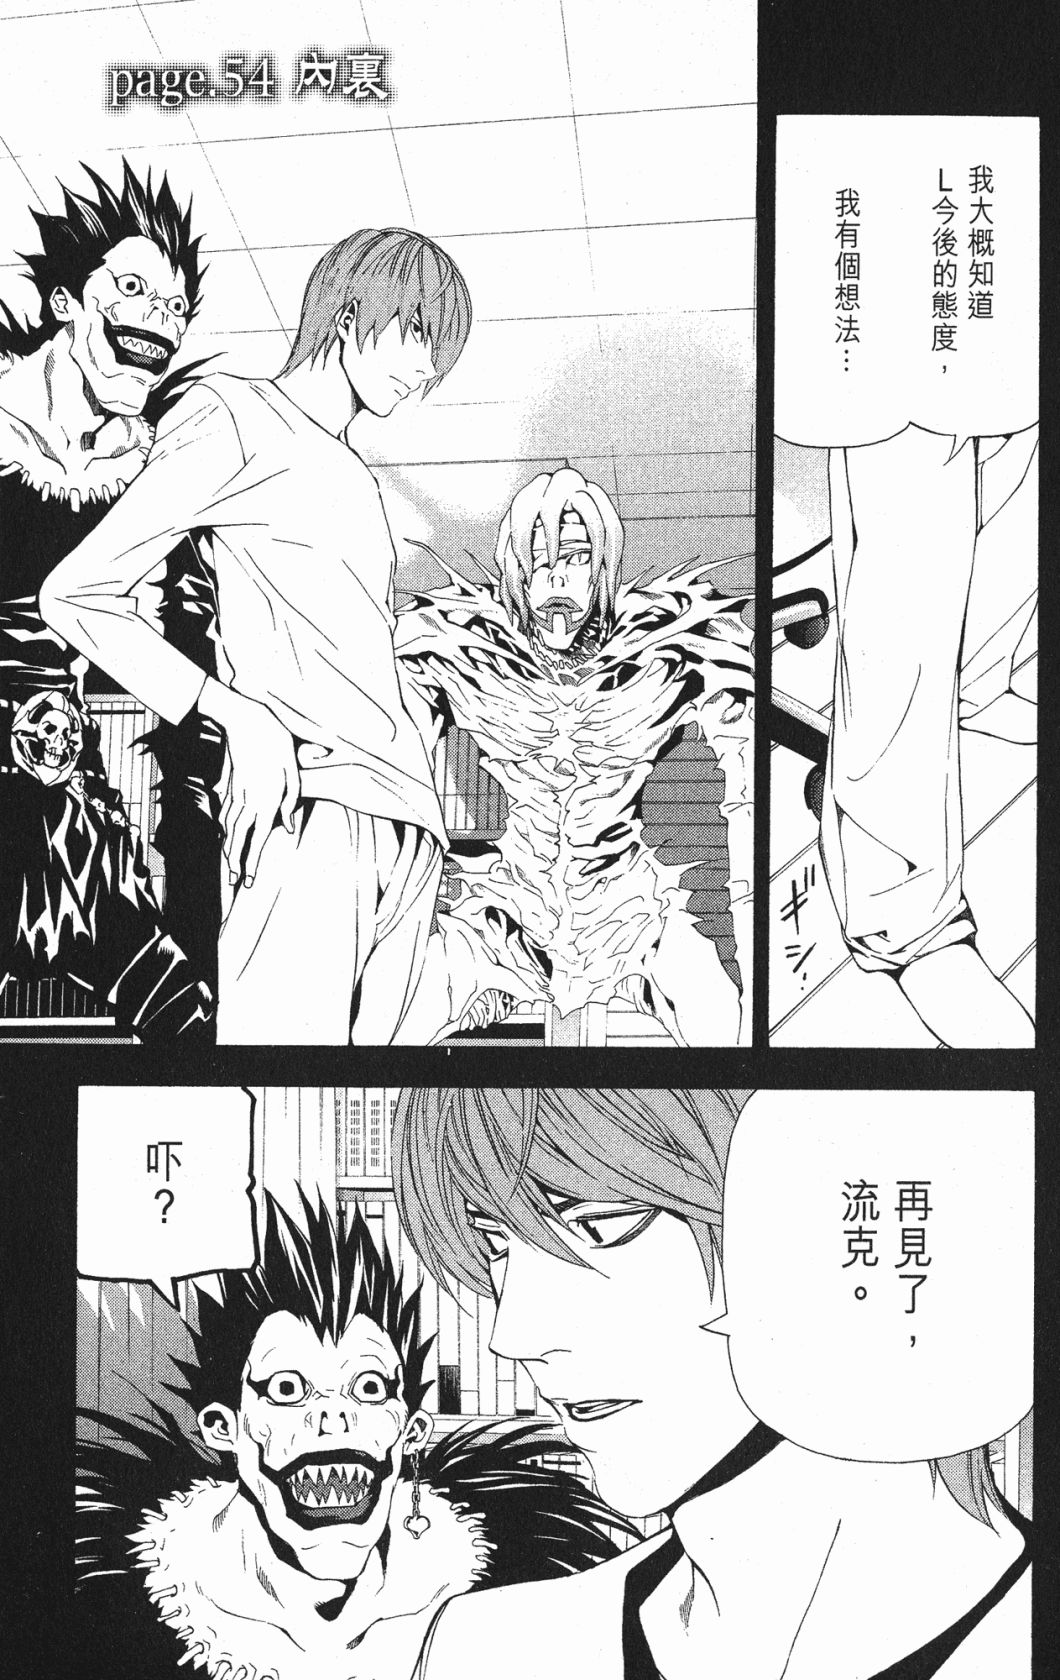 page.54 內裏
我大概知道
L今後的態度，
我有個想法…
ギシ
再見了，
流克。
吓？